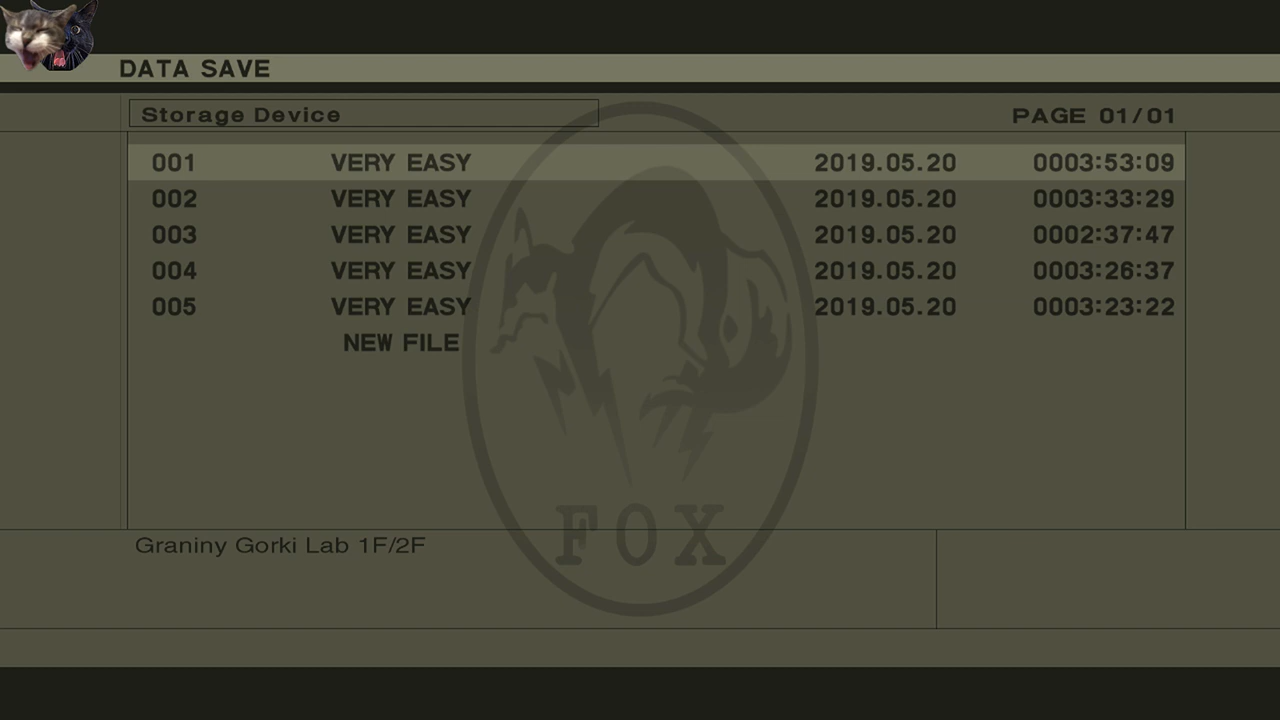 DATA SAVE
Storage Device PAGE 01/01
001 VERY EASY 2019.05.20 0003:53:09
002 VERY EASY 2019.05.20 0003:33:29
003 VERY EASY 2019.05.20 0002:37:47
004 VERY EASY 2019.05.20 0003:26:37
005 VERY EASY 2019.05.20 0003:23:22
NEW FILE
FOX
Graniny Gorki Lab 1F/2F